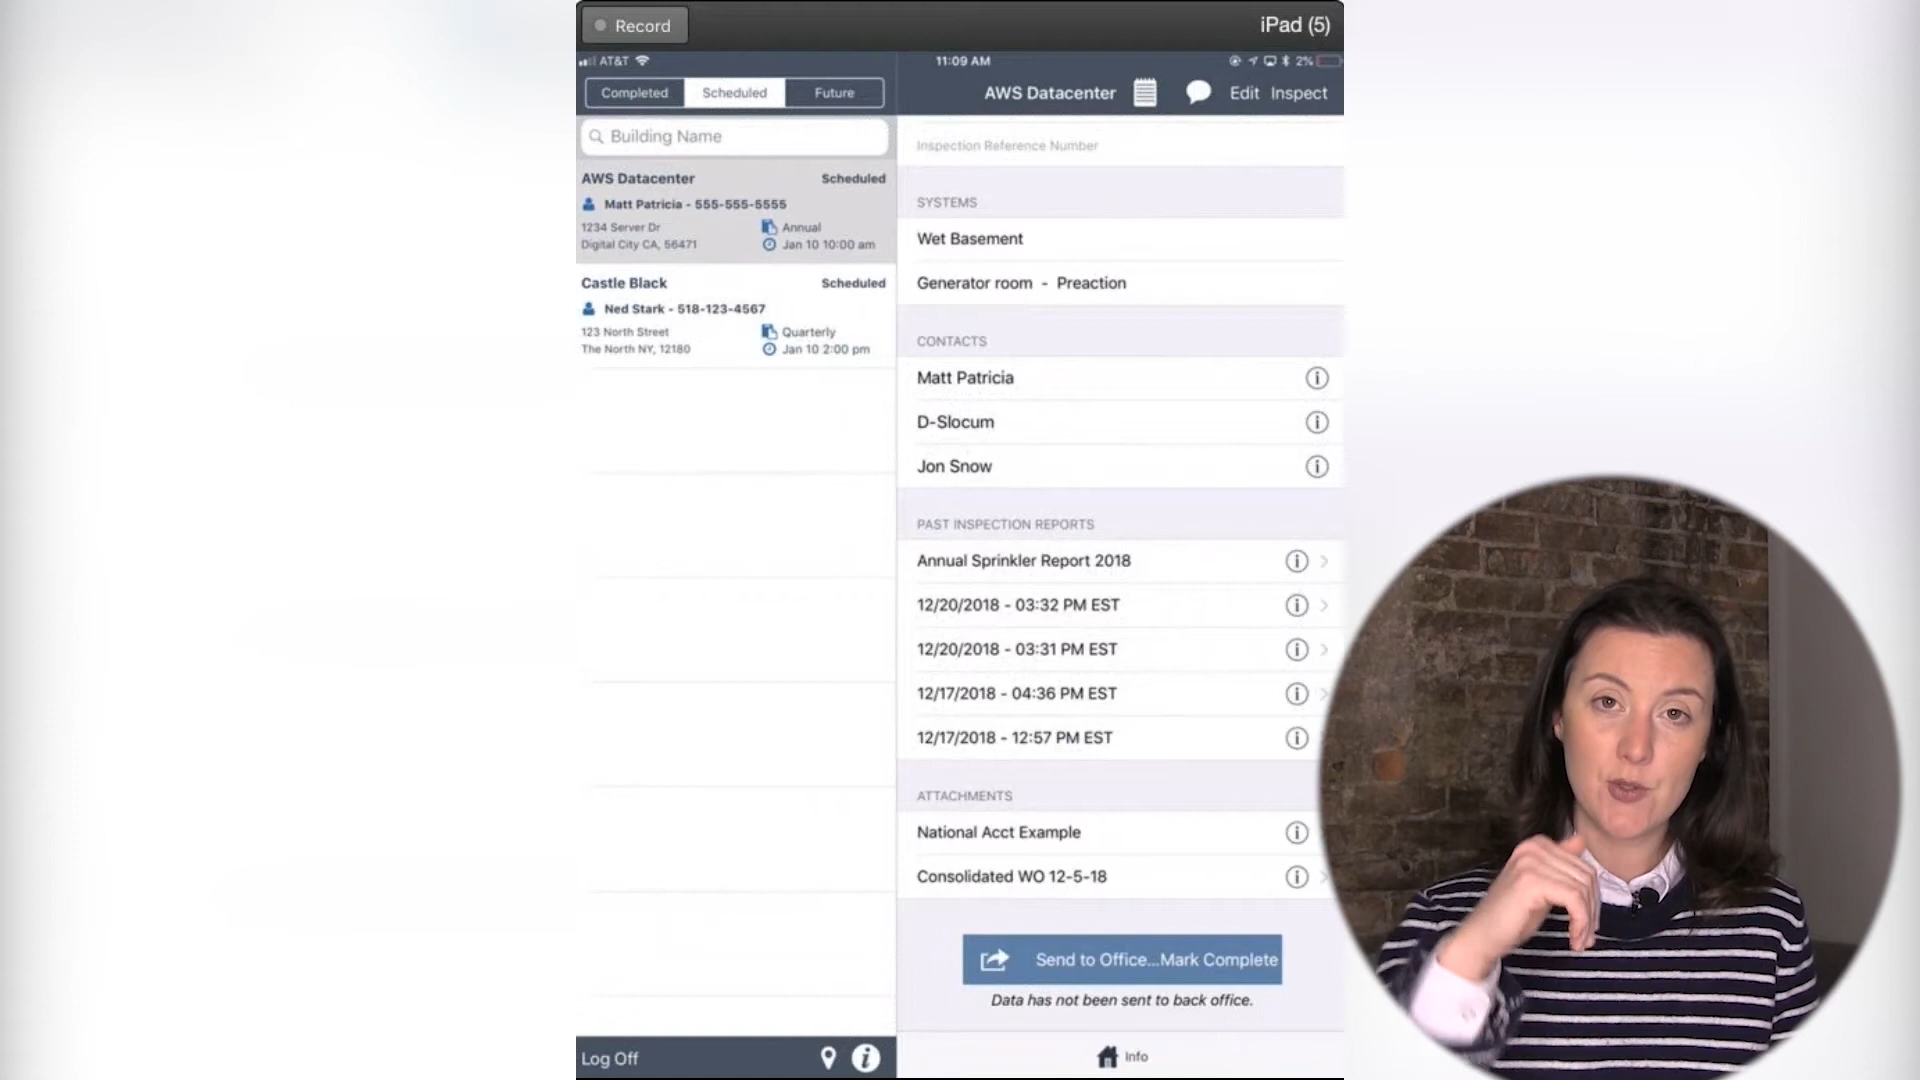 Record
iPad (5)
AT&T
11:09 AM
2%
Completed
Scheduled
Future
AWS Datacenter
Edit
Inspect
Building Name
AWS Datacenter
Scheduled
Matt Patricia - 555-555-5555
1234 Server Dr
Annual
Digital City CA, 56471
Jan 10 10:00 am
Castle Black
Scheduled
Ned Stark - 518-123-4567
123 North Street
Quarterly
The North NY, 12180
Jan 10 2:00 pm
Inspection Reference Number
SYSTEMS
Wet Basement
Generator room - Preaction
CONTACTS
Matt Patricia
D-Slocum
Jon Snow
PAST INSPECTION REPORTS
Annual Sprinkler Report 2018
12/20/2018 - 03:32 PM EST
12/20/2018 - 03:31 PM EST
12/17/2018 - 04:36 PM EST
12/17/2018 - 12:57 PM EST
ATTACHMENTS
National Acct Example
Consolidated WO 12-5-18
Send to Office...Mark Complete
Data has not been sent to back office.
Log Off
Info